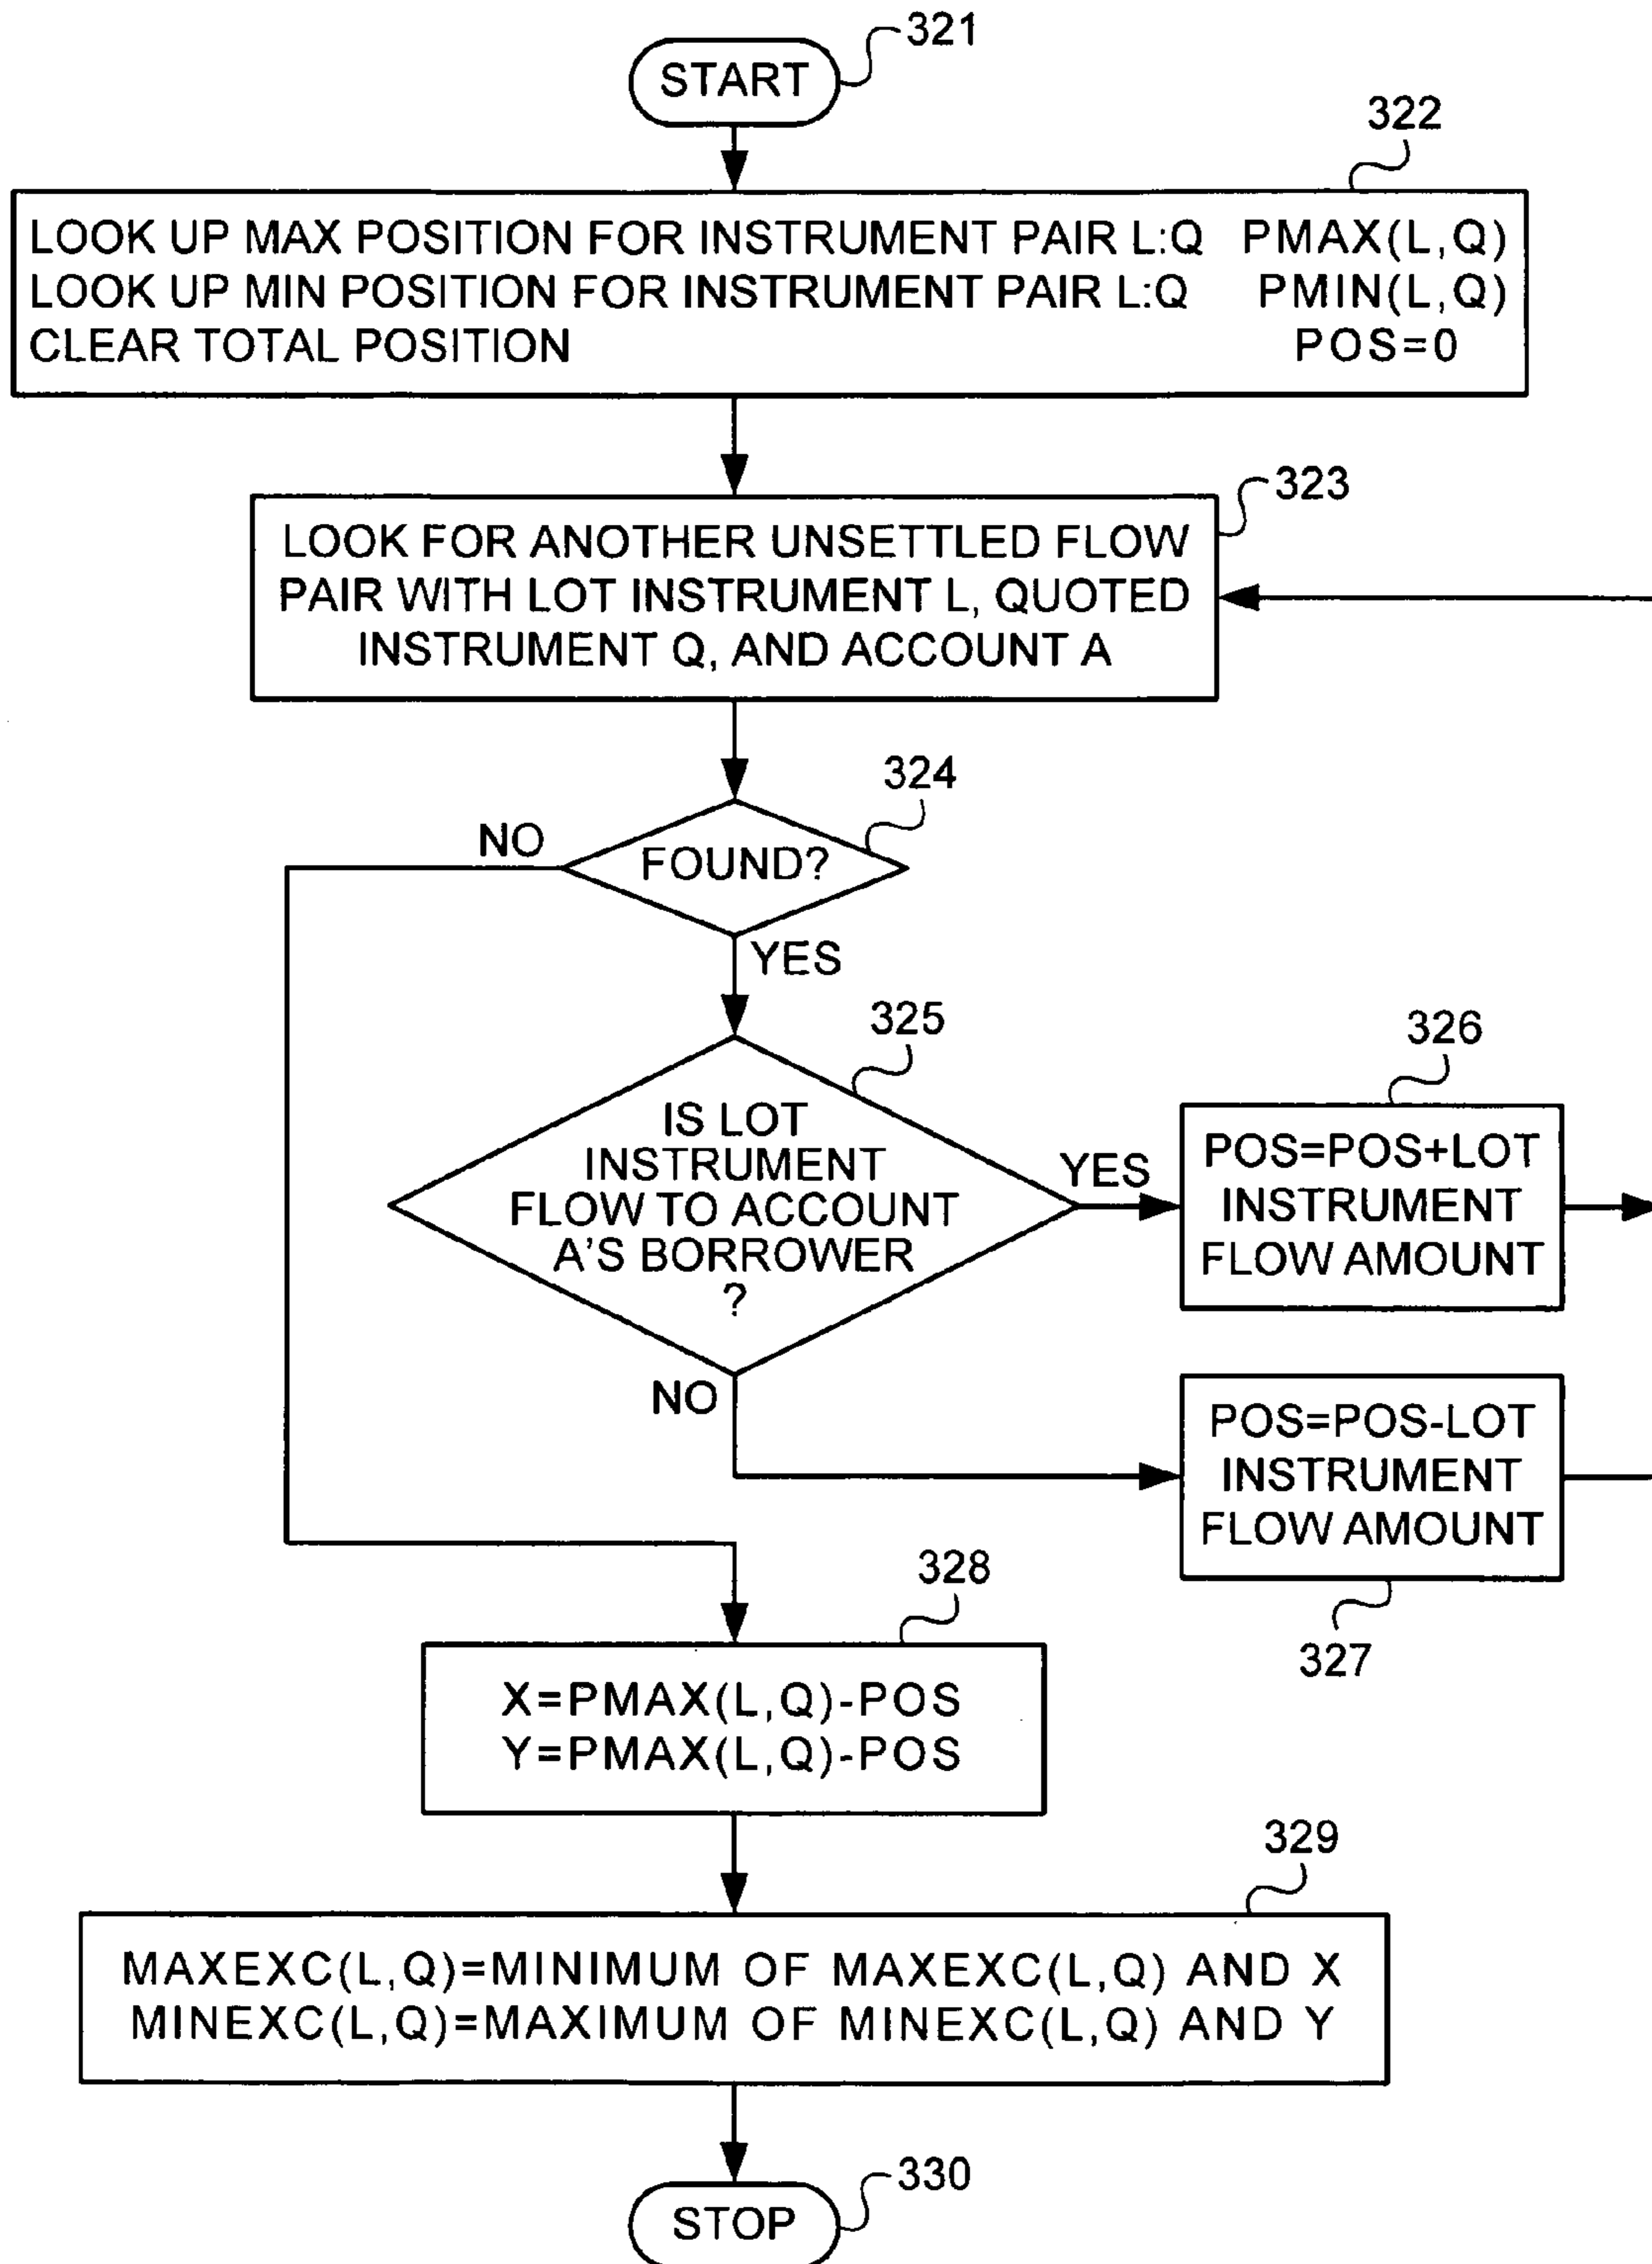 321
START
322
LOOK UP MAX POSITION FOR INSTRUMENT PAIR L:Q PMAX(L,Q)
LOOK UP MIN POSITION FOR INSTRUMENT PAIR L:Q PMIN(L,Q)
CLEAR TOTAL POSITION POS=0
323
LOOK FOR ANOTHER UNSETTLED FLOW
PAIR WITH LOT INSTRUMENT L, QUOTED
INSTRUMENT Q, AND ACCOUNT A
324
NO
FOUND?
YES
325
IS LOT
INSTRUMENT
FLOW TO ACCOUNT
A'S BORROWER
?
YES
326
POS=POS+LOT
INSTRUMENT
FLOW AMOUNT
NO
POS=POS-LOT
INSTRUMENT
FLOW AMOUNT
327
328
X=PMAX(L,Q)-POS
Y=PMAX(L,Q)-POS
329
MAXEXC(L,Q)=MINIMUM OF MAXEXC(L,Q) AND X
MINEXC(L,Q)=MAXIMUM OF MINEXC(L,Q) AND Y
330
STOP